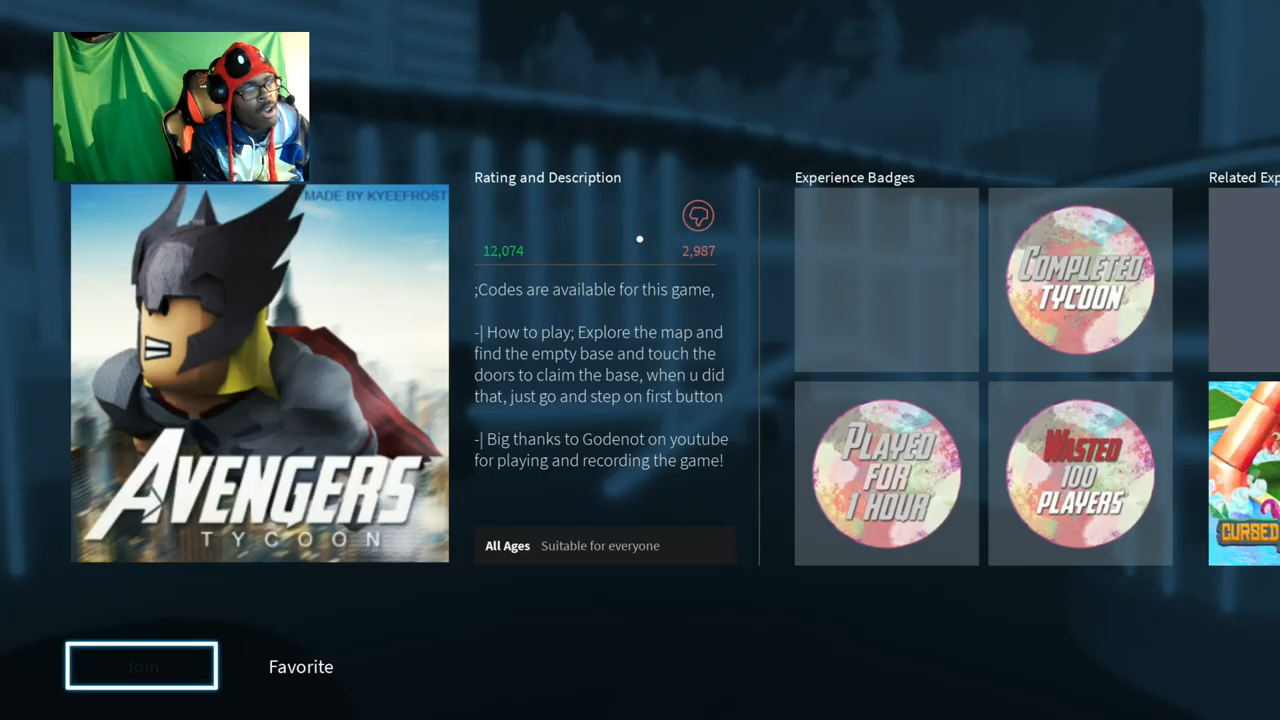 MADE BY KYEEFROST
AVENGERS
TYCOON
Rating and Description
12,074
2,987
;Codes are available for this game,
-| How to play; Explore the map and
find the empty base and touch the
doors to claim the base, when u did
that, just go and step on first button
-| Big thanks to Godenot on youtube
for playing and recording the game!
All Ages Suitable for everyone
Experience Badges
COMPLETED
TYCOON
PLAYED
FOR
1 HOUR
WASTED
100
PLAYERS
Related Exp
CURSED
Join
Favorite